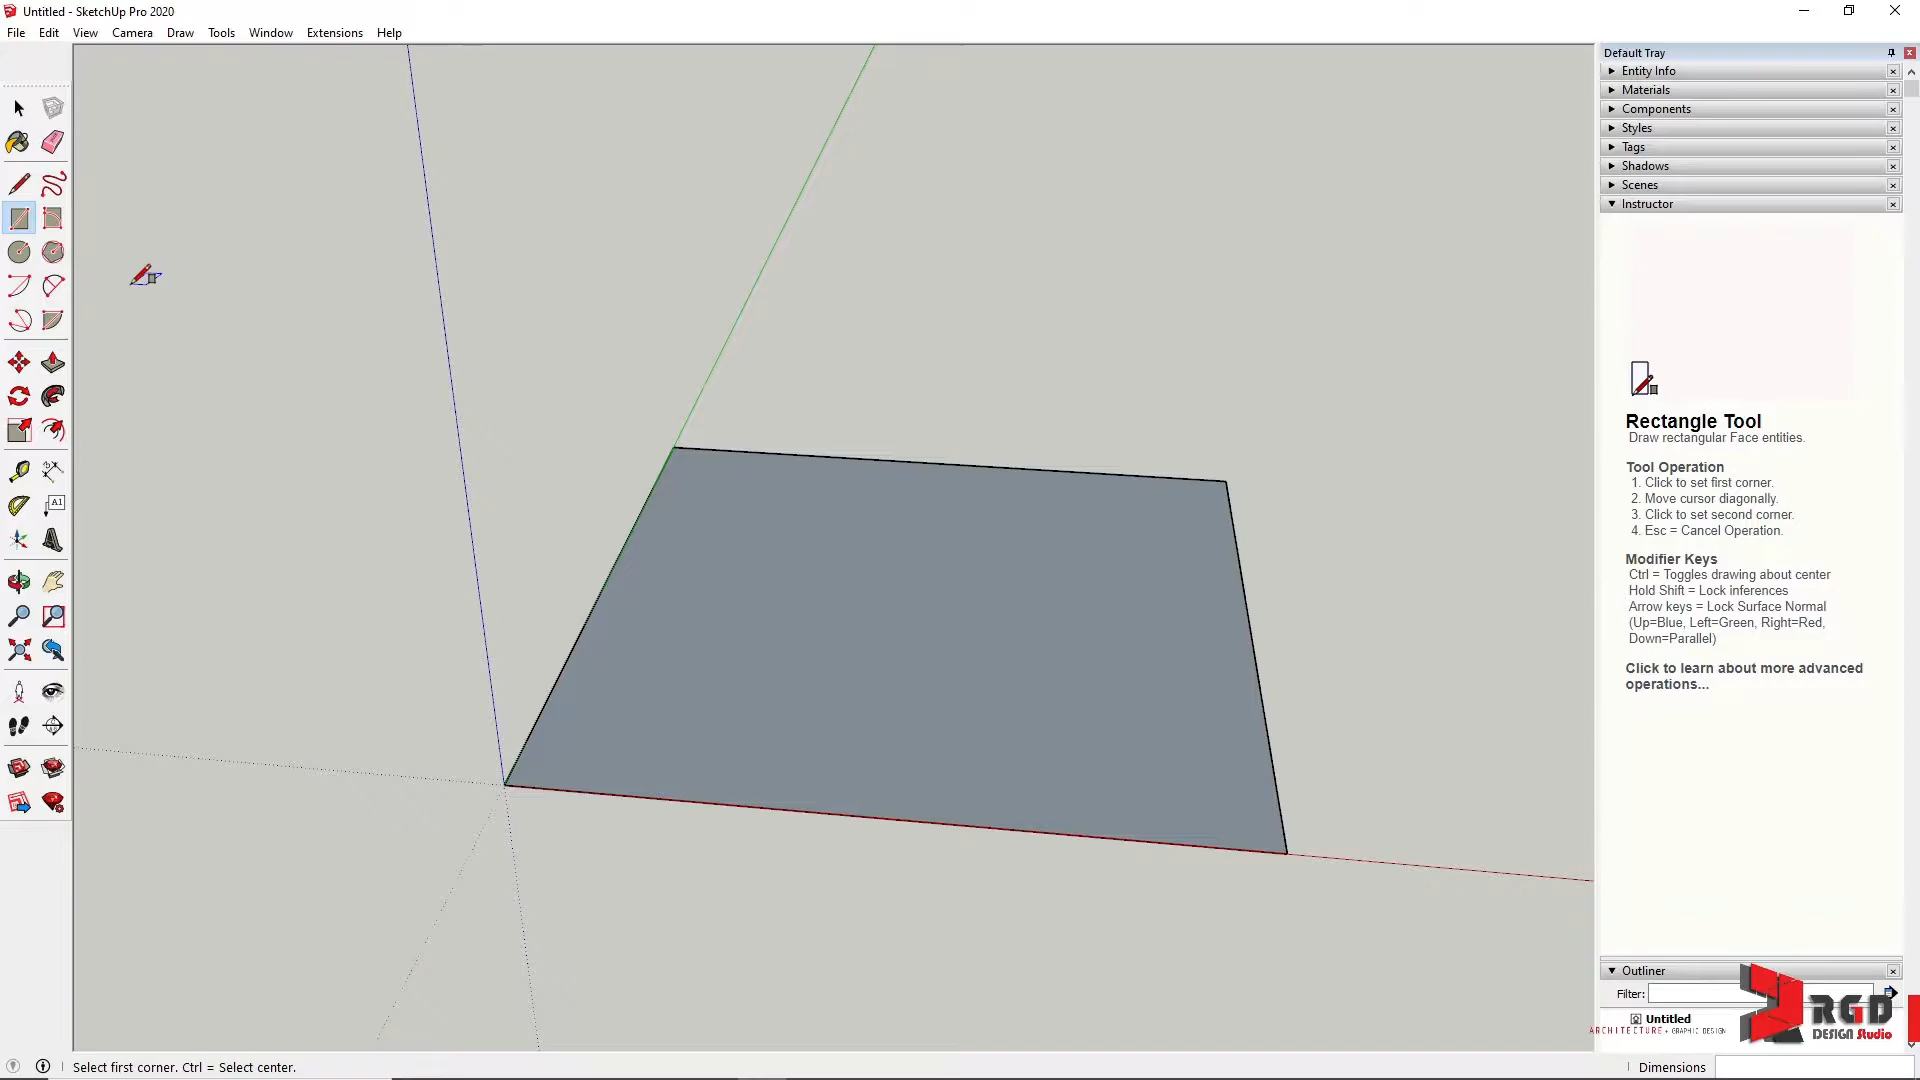 Untitled - SketchUp Pro 2020
File Edit View Camera Draw Tools Window Extensions Help
Default Tray
Entity Info
Materials
Components
Styles
Tags
Shadows
Scenes
Instructor
Rectangle Tool
Draw rectangular Face entities.
Tool Operation
1. Click to set first corner.
2. Move cursor diagonally.
3. Click to set second corner.
4. Esc = Cancel Operation.
Modifier Keys
Ctrl = Toggles drawing about center
Hold Shift = Lock inferences
Arrow keys = Lock Surface Normal
(Up=Blue, Left=Green, Right=Red,
Down=Parallel)
Click to learn about more advanced
operations...
A1
Outliner
Filter:
Untitled
RGD
DESIGN Studio
ARCHITECTURE + GRAPHIC DESIGN
Select first corner. Ctrl = Select center.
Dimensions